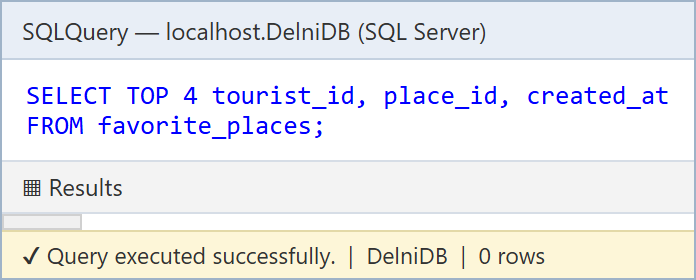 SQLQuery — localhost.DelniDB (SQL Server)
SELECT TOP 4 tourist_id, place_id, created_at
FROM favorite_places;
▦ Results
✔ Query executed successfully. | DelniDB | 0 rows